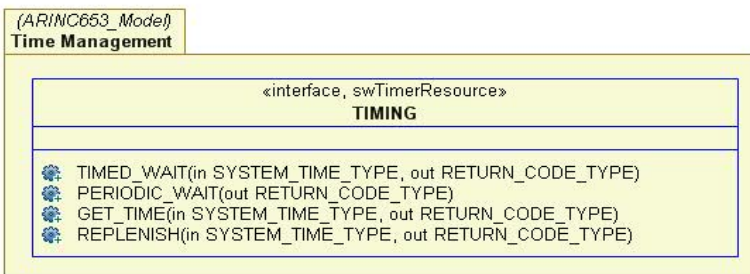 (ARINC653_Model)
Time Management
«interface, swTimerResource»
TIMING
TIMED_WAIT(in SYSTEM_TIME_TYPE, out RETURN_CODE_TYPE)
PERIODIC_WAIT(out RETURN_CODE_TYPE)
GET_TIME(in SYSTEM_TIME_TYPE, out RETURN_CODE_TYPE)
REPLENISH(in SYSTEM_TIME_TYPE, out RETURN_CODE_TYPE)